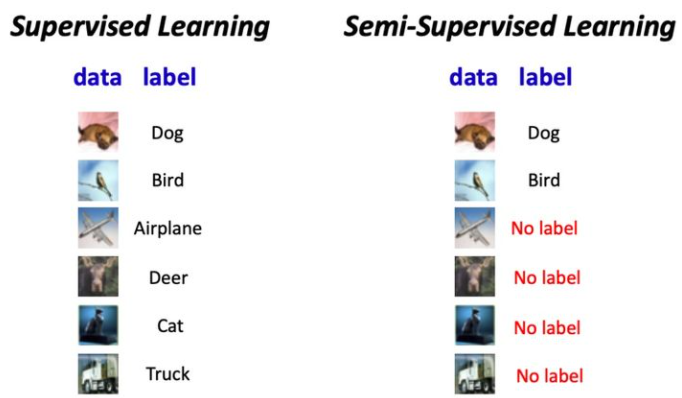 Supervised Learning
data label
Dog
Bird
Airplane
Deer
Cat
Truck
Semi-Supervised Learning
data label
Dog
Bird
No label
No label
No label
No label